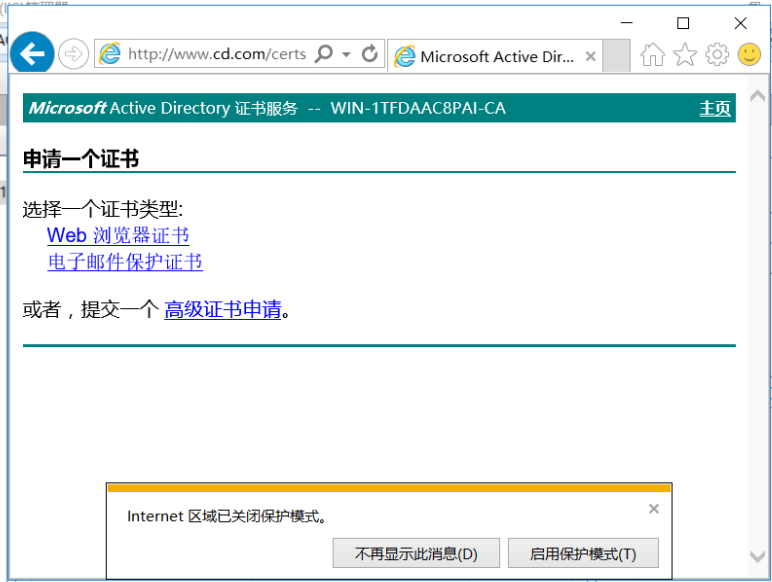 http://www.cd.com/certs
Microsoft Active Dir...
Microsoft Active Directory 证书服务 -- WIN-1TFDAAC8PAI-CA 主页
申请一个证书
选择一个证书类型:
Web 浏览器证书
电子邮件保护证书
或者，提交一个 高级证书申请。
Internet 区域已关闭保护模式。
不再显示此消息(D) 启用保护模式(T)